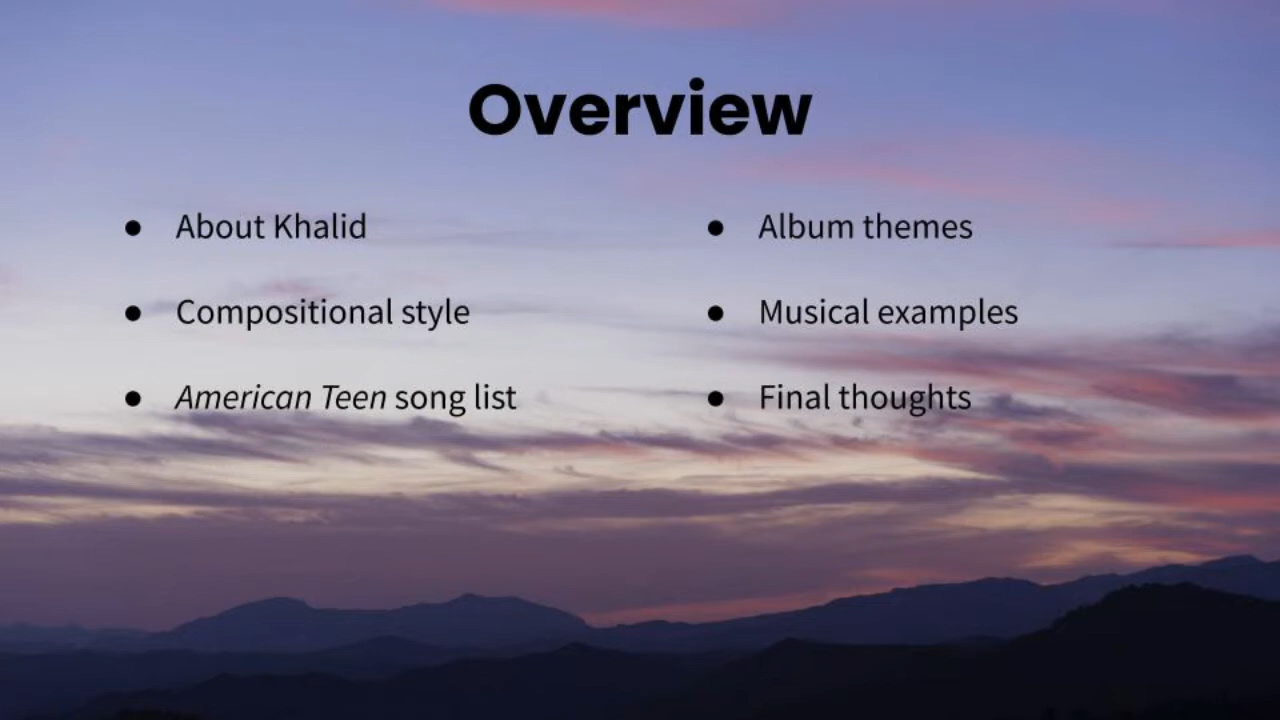 Overview
● About Khalid
● Compositional style
● American Teen song list
● Album themes
● Musical examples
● Final thoughts